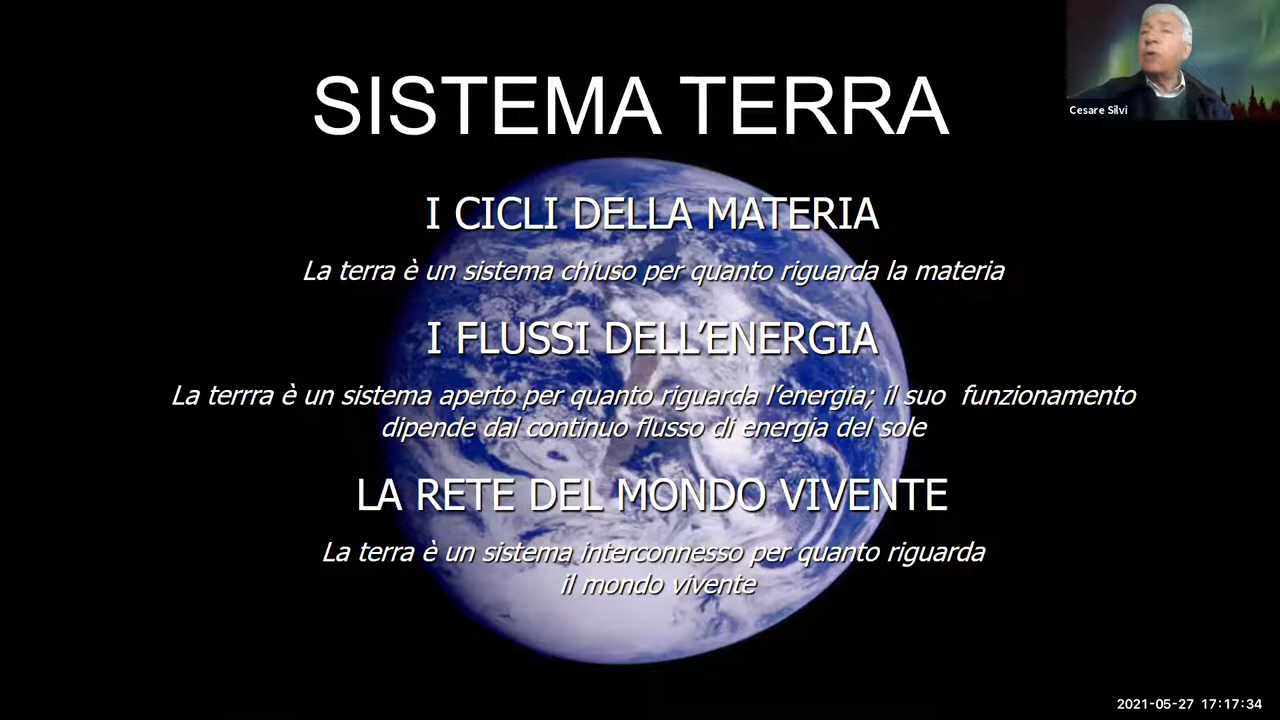 SISTEMA TERRA
Cesare Silvi
I CICLI DELLA MATERIA
La terra è un sistema chiuso per quanto riguarda la materia
I FLUSSI DELL'ENERGIA
La terrra è un sistema aperto per quanto riguarda l'energia; il suo  funzionamento
dipende dal continuo flusso di energia del sole
LA RETE DEL MONDO VIVENTE
La terra è un sistema interconnesso per quanto riguarda
il mondo vivente
2021-05-27 17:17:34